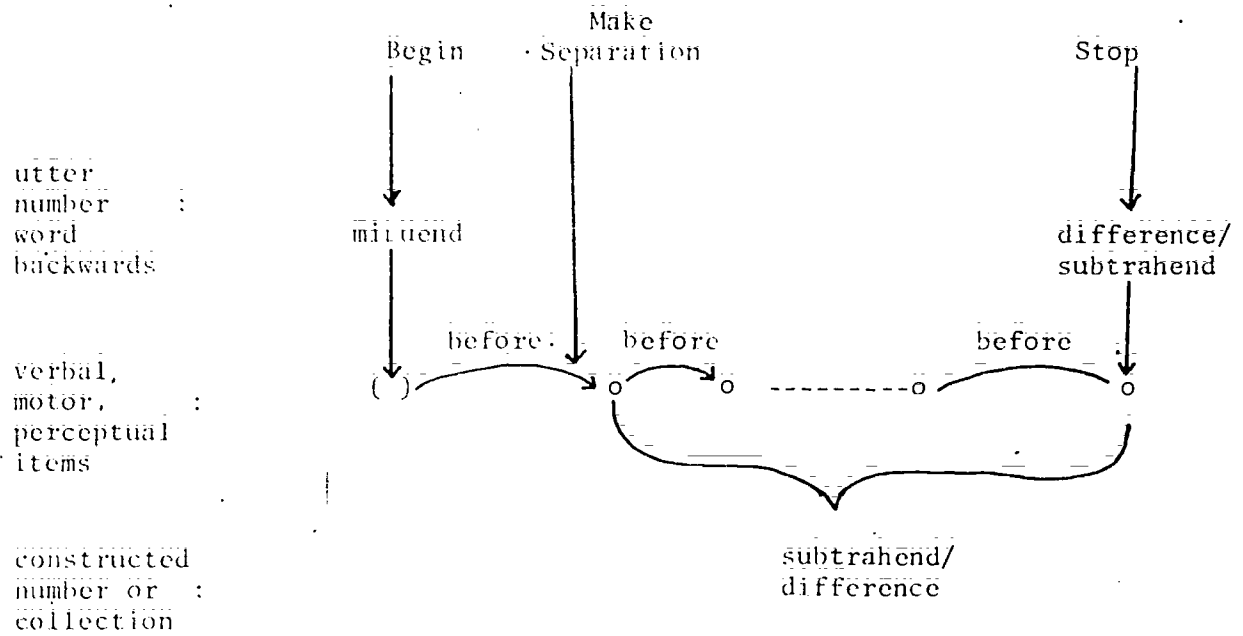 Make
Begin Separation Stop
utter
number :
word minuend difference/
backwards subtrahend
before before before
verbal, ( ) o o ---------o o
motor, :
perceptual
items
constructed subtrahend/
number or : difference
collection